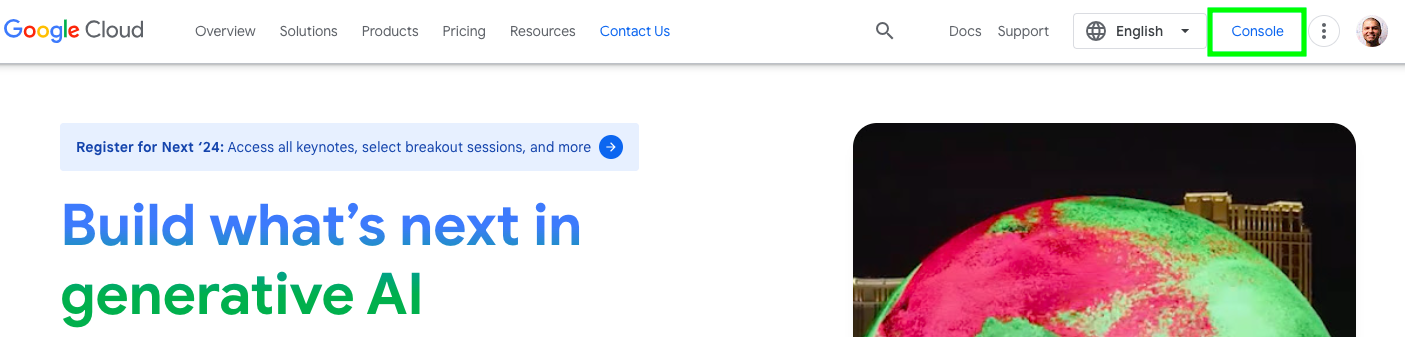 Google Cloud Overview Solutions Products Pricing Resources Contact Us Docs Support English Console
Register for Next ‘24: Access all keynotes, select breakout sessions, and more
Build what’s next in
generative AI